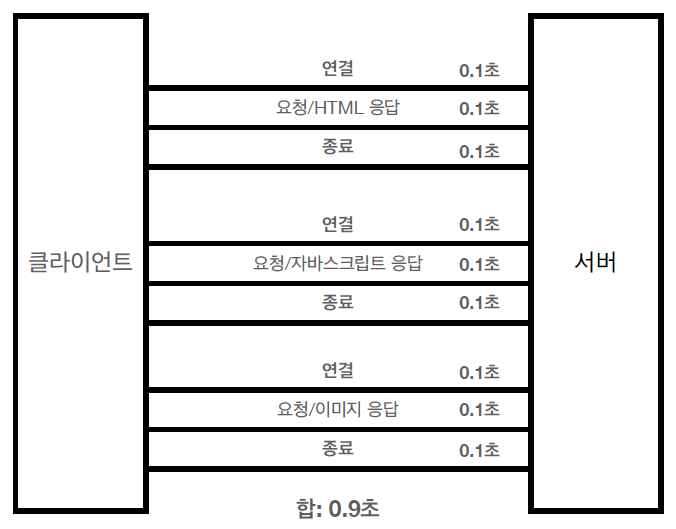 연결 0.1초
요청/HTML 응답 0.1초
종료 0.1초
연결 0.1초
클라이언트
요청/자바스크립트 응답 0.1초
서버
종료 0.1초
연결 0.1초
요청/이미지 응답 0.1초
종료 0.1초
합: 0.9초